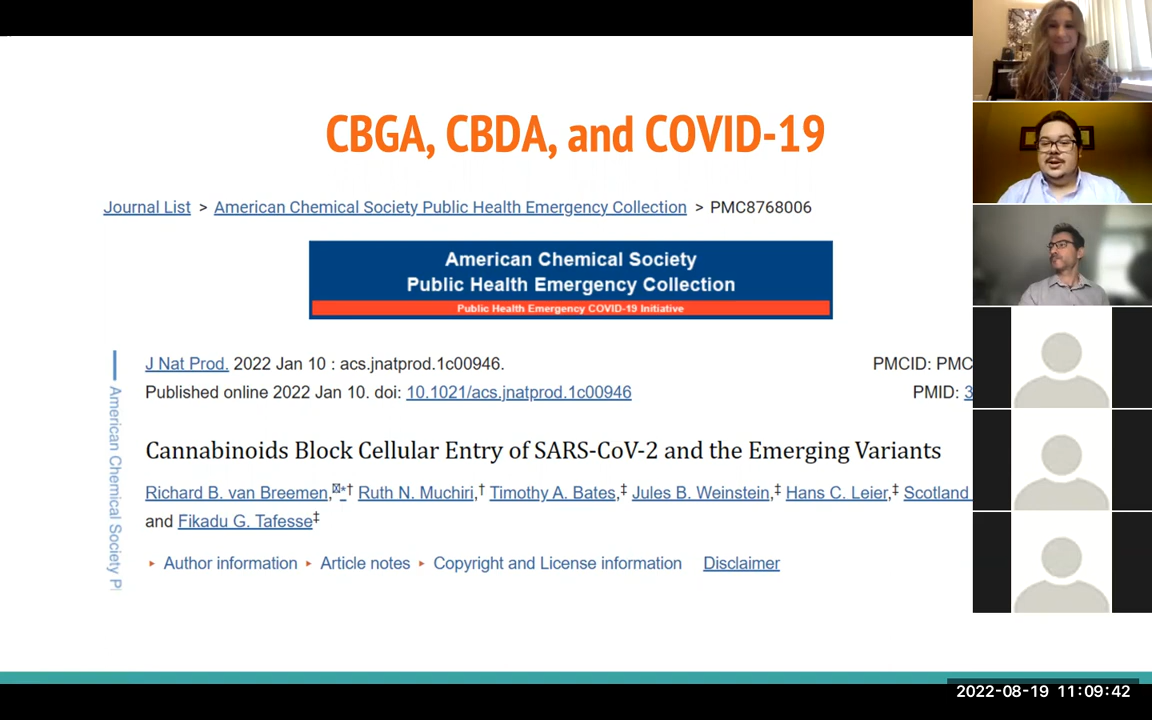 CBGA, CBDA, and COVID-19
Journal List > American Chemical Society Public Health Emergency Collection > PMC8768006
American Chemical Society
Public Health Emergency Collection
Public Health Emergency COVID-19 Initiative
J Nat Prod. 2022 Jan 10 : acs.jnatprod.1c00946.
PMCID: PMC
Published online 2022 Jan 10. doi: 10.1021/acs.jnatprod.1c00946
PMID: 3
American Chemical Society P
Cannabinoids Block Cellular Entry of SARS-CoV-2 and the Emerging Variants
Richard B. van Breemen,*† Ruth N. Muchiri,† Timothy A. Bates,‡ Jules B. Weinstein,‡ Hans C. Leier,‡ Scotland
and Fikadu G. Tafesse‡
▸ Author information ▸ Article notes ▸ Copyright and License information Disclaimer
2022-08-19 11:09:42